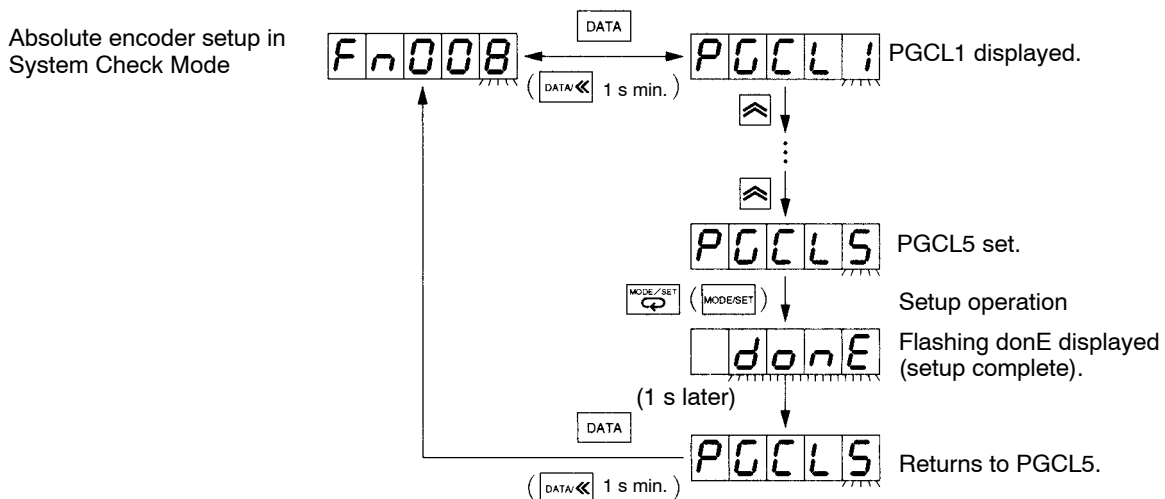 DATA
Absolute encoder setup in
System Check Mode
Fn008
PGCL1
PGCL1 displayed.
( DATA/≪ 1 s min. )
PGCL5
PGCL5 set.
MODE/SET ( MODE/SET )
Setup operation
donE
Flashing donE displayed
(setup complete).
(1 s later)
DATA
PGCL5
Returns to PGCL5.
( DATA/≪ 1 s min. )